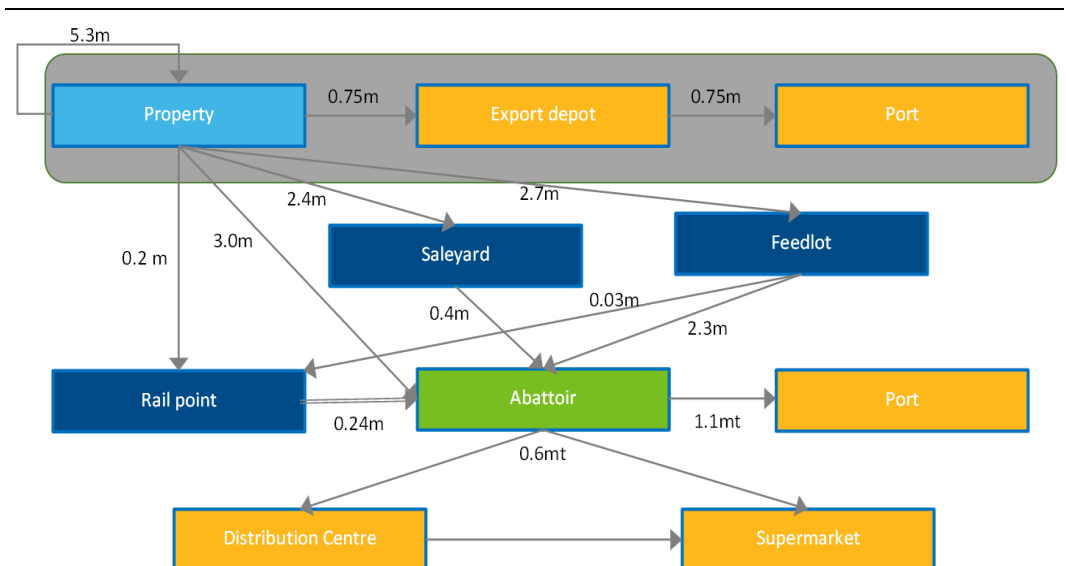 5.3m
Property
0.75m
Export depot
0.75m
Port
2.4m
2.7m
0.2 m
3.0m
Saleyard
Feedlot
0.4m
0.03m
2.3m
Rail point
0.24m
Abattoir
1.1mt
Port
0.6mt
Distribution Centre
Supermarket